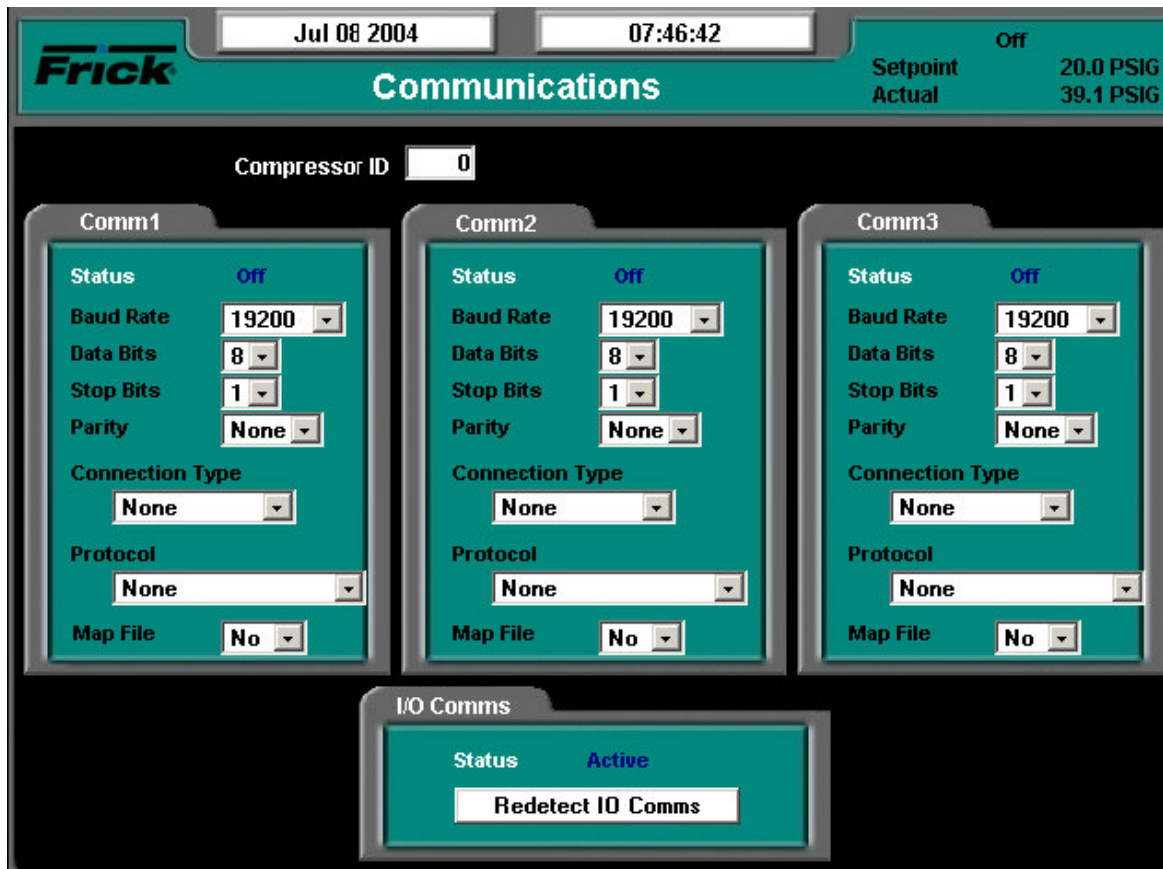 Frick
Jul 08 2004
07:46:42
Communications
Off
Setpoint 20.0 PSIG
Actual 39.1 PSIG
Compressor ID 0
Comm1
Status Off
Baud Rate 19200
Data Bits 8
Stop Bits 1
Parity None
Connection Type
None
Protocol
None
Map File No
Comm2
Status Off
Baud Rate 19200
Data Bits 8
Stop Bits 1
Parity None
Connection Type
None
Protocol
None
Map File No
Comm3
Status Off
Baud Rate 19200
Data Bits 8
Stop Bits 1
Parity None
Connection Type
None
Protocol
None
Map File No
I/O Comms
Status Active
Redetect IO Comms